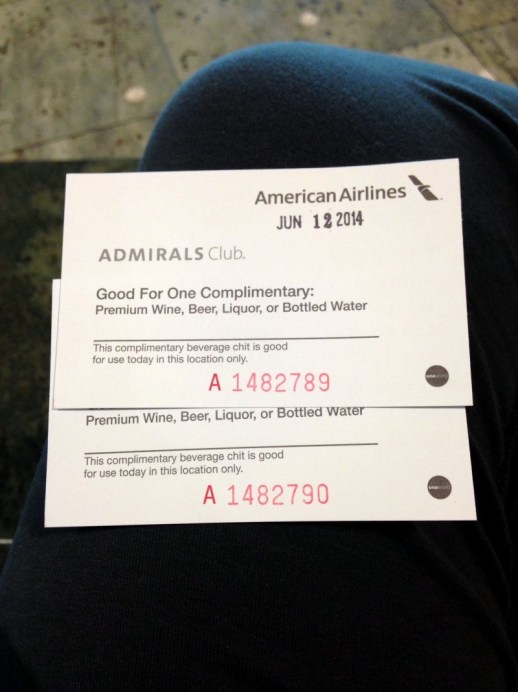 American Airlines
JUN 12 2014
ADMIRALS Club.
Good For One Complimentary:
Premium Wine, Beer, Liquor, or Bottled Water
This complimentary beverage chit is good
for use today in this location only.
A 1482789
Premium Wine, Beer, Liquor, or Bottled Water
This complimentary beverage chit is good
for use today in this location only.
A 1482790